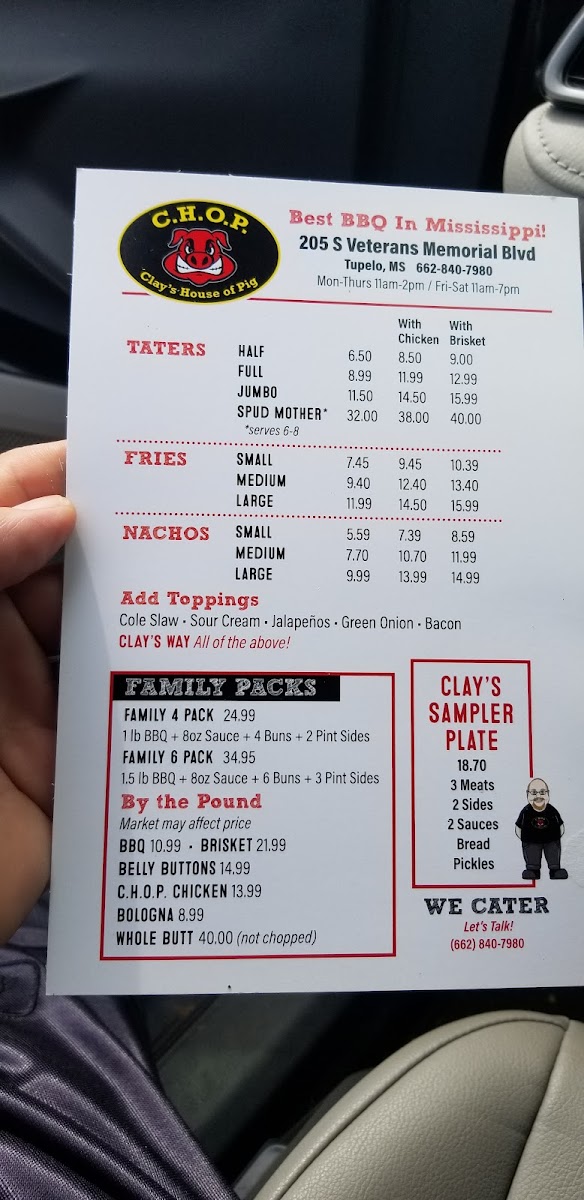 C.H.O.P.
Clay's House of Pig
Best BBQ In Mississippi!
205 S Veterans Memorial Blvd
Tupelo, MS 662-840-7980
Mon-Thurs 11am-2pm / Fri-Sat 11am-7pm
With Chicken With Brisket
TATERS HALF 6.50 8.50 9.00
FULL 8.99 11.99 12.99
JUMBO 11.50 14.50 15.99
SPUD MOTHER* 32.00 38.00 40.00
*serves 6-8
FRIES SMALL 7.45 9.45 10.39
MEDIUM 9.40 12.40 13.40
LARGE 11.99 14.50 15.99
NACHOS SMALL 5.59 7.39 8.59
MEDIUM 7.70 10.70 11.99
LARGE 9.99 13.99 14.99
Add Toppings
Cole Slaw • Sour Cream • Jalapeños • Green Onion • Bacon
CLAY'S WAY All of the above!
FAMILY PACKS
FAMILY 4 PACK 24.99
1 lb BBQ + 8oz Sauce + 4 Buns + 2 Pint Sides
FAMILY 6 PACK 34.95
1.5 lb BBQ + 8oz Sauce + 6 Buns + 3 Pint Sides
By the Pound
Market may affect price
BBQ 10.99 • BRISKET 21.99
BELLY BUTTONS 14.99
C.H.O.P. CHICKEN 13.99
BOLOGNA 8.99
WHOLE BUTT 40.00 (not chopped)
CLAY'S
SAMPLER
PLATE
18.70
3 Meats
2 Sides
2 Sauces
Bread
Pickles
WE CATER
Let's Talk!
(662) 840-7980